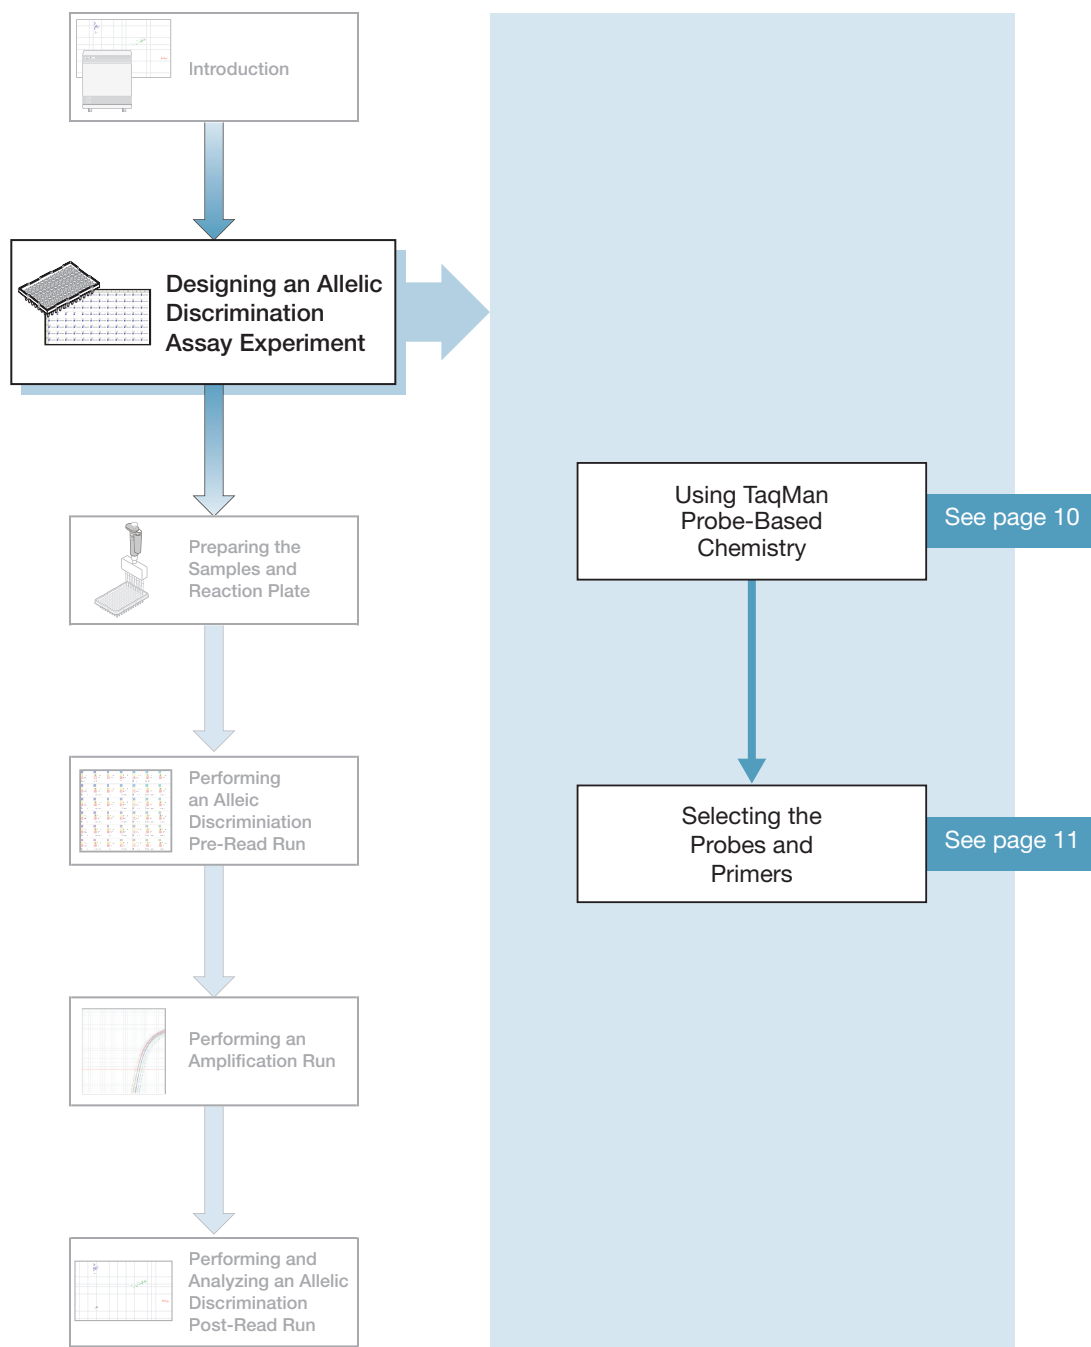 Introduction
Designing an Allelic
Discrimination
Assay Experiment
Preparing the
Samples and
Reaction Plate
Performing
an Alleic
Discriminiation
Pre-Read Run
Performing an
Amplification Run
Performing and
Analyzing an Allelic
Discrimination
Post-Read Run
Using TaqMan
Probe-Based
Chemistry
See page 10
Selecting the
Probes and
Primers
See page 11